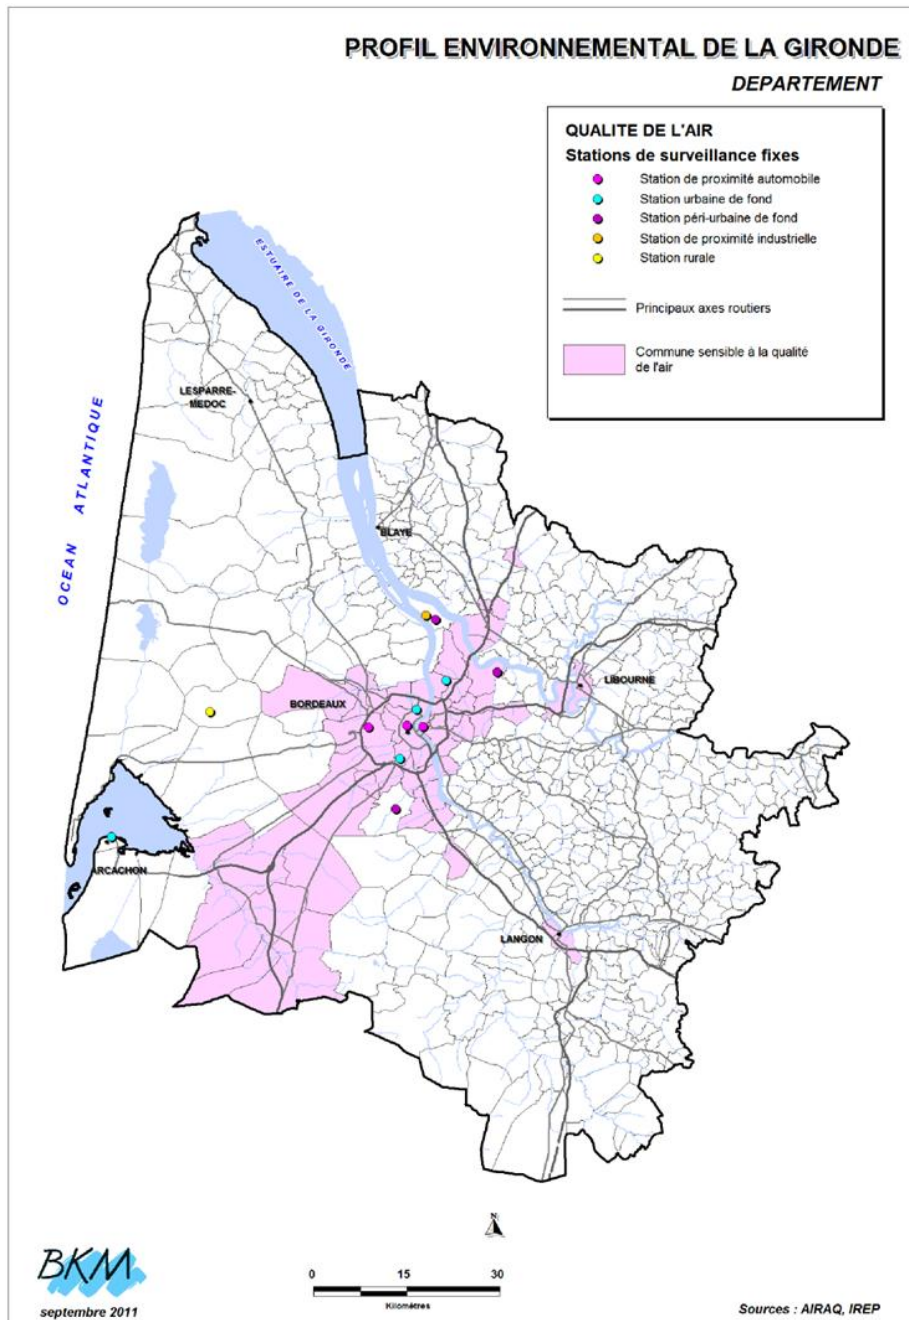 PROFIL ENVIRONNEMENTAL DE LA GIRONDE
DEPARTEMENT
QUALITE DE L'AIR
Stations de surveillance fixes
Station de proximité automobile
Station urbaine de fond
Station péri-urbaine de fond
Station de proximité industrielle
Station rurale
Principaux axes routiers
Commune sensible à la qualité
de l'air
ESTUAIRE DE LA GIRONDE
LESPARRE-
MEDOC
OCEAN ATLANTIQUE
BLAYE
LIBOURNE
BORDEAUX
ARCACHON
LANGON
N
BKM
septembre 2011
0 15 30
Kilomètres
Sources : AIRAQ, IREP